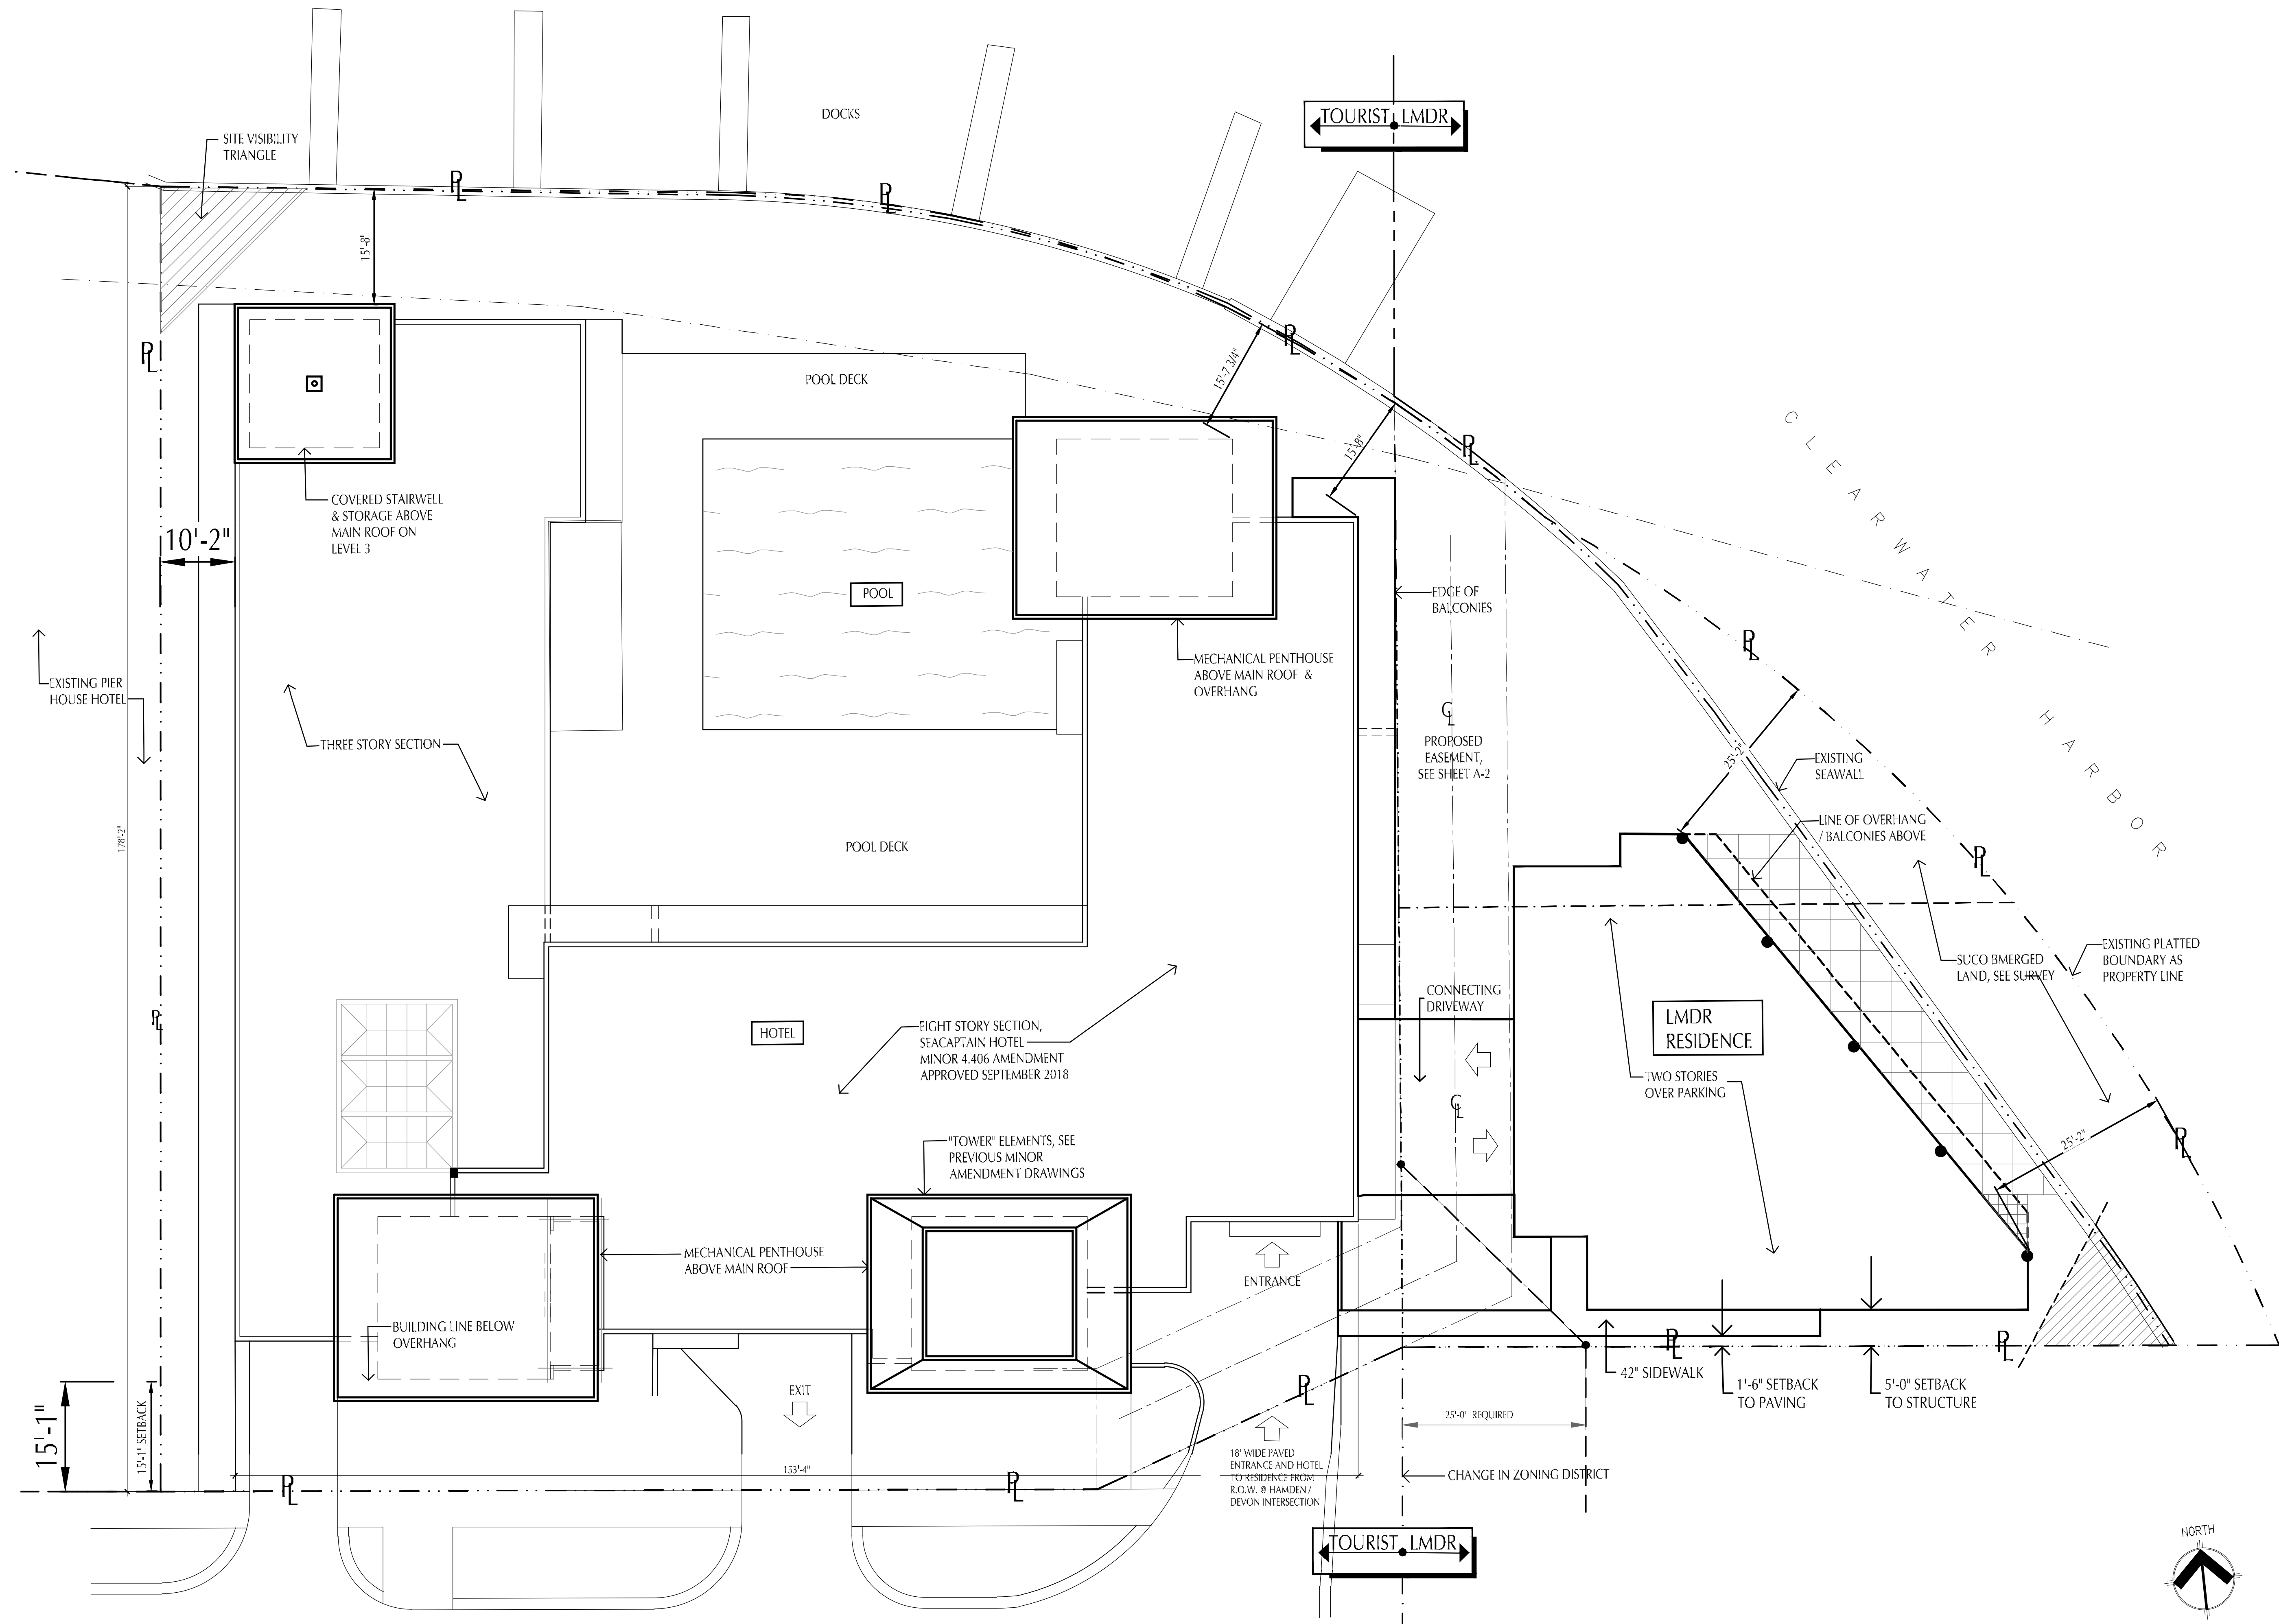 DOCKS
TOURIST LMDR
SITE VISIBILITY
TRIANGLE
PL
PL
15'-8"
PL
PL
15'-7 3/4"
15'-8"
PL
POOL DECK
CLEARWATER HARBOR
COVERED STAIRWELL
& STORAGE ABOVE
MAIN ROOF ON
LEVEL 3
10'-2"
POOL
EDGE OF
BALCONIES
PL
MECHANICAL PENTHOUSE
ABOVE MAIN ROOF &
OVERHANG
EXISTING PIER
HOUSE HOTEL
THREE STORY SECTION
CL
PROPOSED
EASEMENT,
SEE SHEET A-2
25'-2"
EXISTING
SEAWALL
LINE OF OVERHANG
/ BALCONIES ABOVE
178'-2"
POOL DECK
PL
EXISTING PLATTED
BOUNDARY AS
PROPERTY LINE
SUCO BMERGED
LAND, SEE SURVEY
CONNECTING
DRIVEWAY
PL
HOTEL
EIGHT STORY SECTION,
SEACAPTAIN HOTEL
MINOR 4.406 AMENDMENT
APPROVED SEPTEMBER 2018
LMDR
RESIDENCE
TWO STORIES
OVER PARKING
CL
"TOWER" ELEMENTS, SEE
PREVIOUS MINOR
AMENDMENT DRAWINGS
25'-2"
PL
MECHANICAL PENTHOUSE
ABOVE MAIN ROOF
ENTRANCE
BUILDING LINE BELOW
OVERHANG
PL
PL
42" SIDEWALK
1'-6" SETBACK
TO PAVING
5'-0" SETBACK
TO STRUCTURE
EXIT
PL
15'-1"
15'-1" SETBACK
25'-0' REQUIRED
18' WIDE PAVED
ENTRANCE AND HOTEL
TO RESIDENCE FROM
R.O.W. @ HAMDEN /
DEVON INTERSECTION
153'-4"
CHANGE IN ZONING DISTRICT
PL
PL
TOURIST LMDR
NORTH